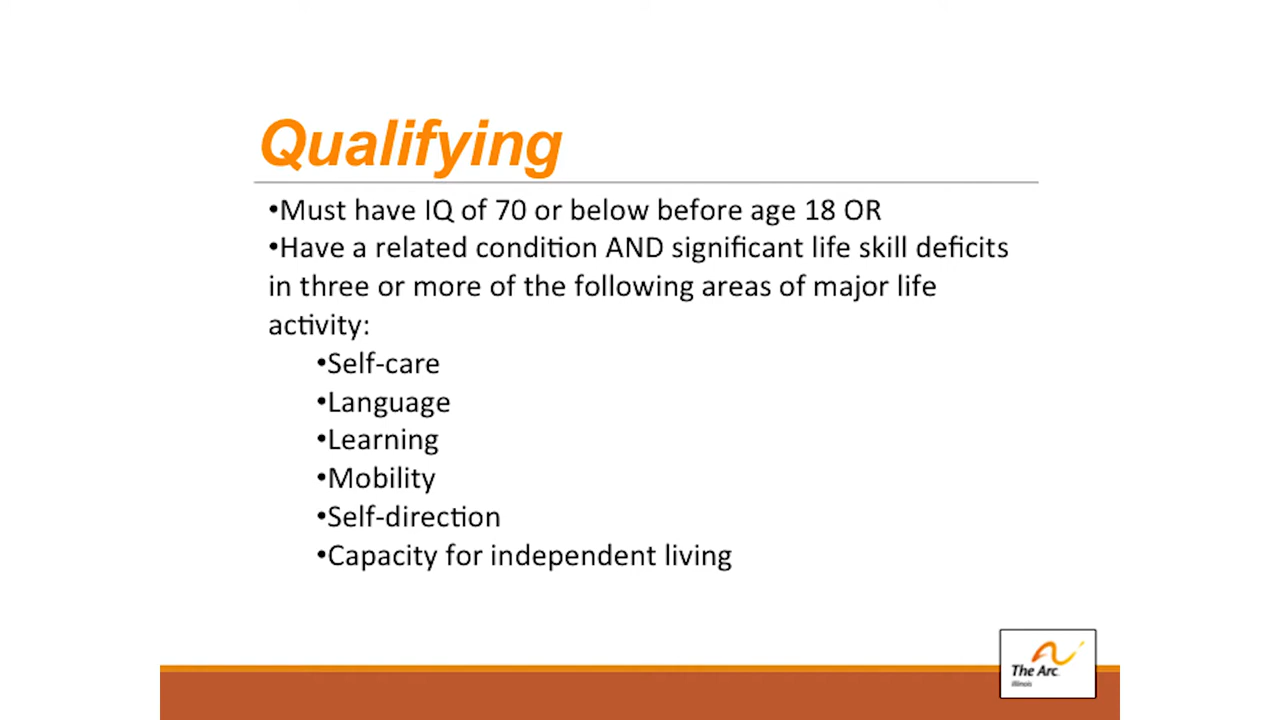 Qualifying
•Must have IQ of 70 or below before age 18 OR
•Have a related condition AND significant life skill deficits
in three or more of the following areas of major life
activity:
•Self-care
•Language
•Learning
•Mobility
•Self-direction
•Capacity for independent living
The Arc
Illinois